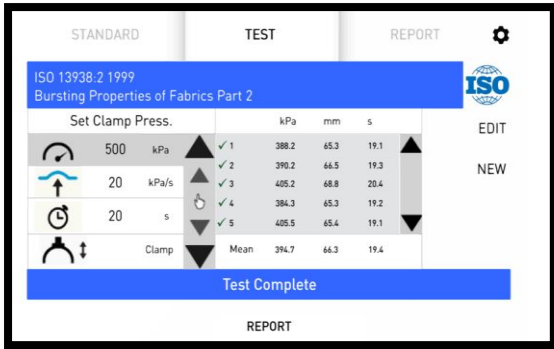 STANDARD TEST REPORT
ISO 13938:2 1999
Bursting Properties of Fabrics Part 2
ISO
Set Clamp Press. kPa mm s
EDIT
500 kPa ✓ 1 388.2 65.3 19.1
NEW
✓ 2 390.2 66.5 19.3
20 kPa/s ✓ 3 405.2 68.8 20.4
20 s ✓ 4 384.3 65.3 19.2
✓ 5 405.5 65.4 19.1
Clamp Mean 394.7 66.3 19.4
Test Complete
REPORT